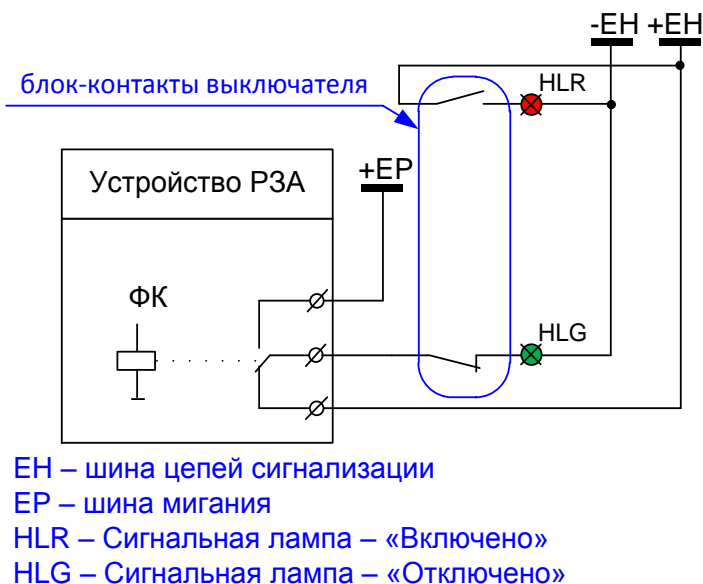 -EH +EH
блок-контакты выключателя
HLR
Устройство РЗА
+EP
ФК
HLG
EH – шина цепей сигнализации
EP – шина мигания
HLR – Сигнальная лампа – «Включено»
HLG – Сигнальная лампа – «Отключено»